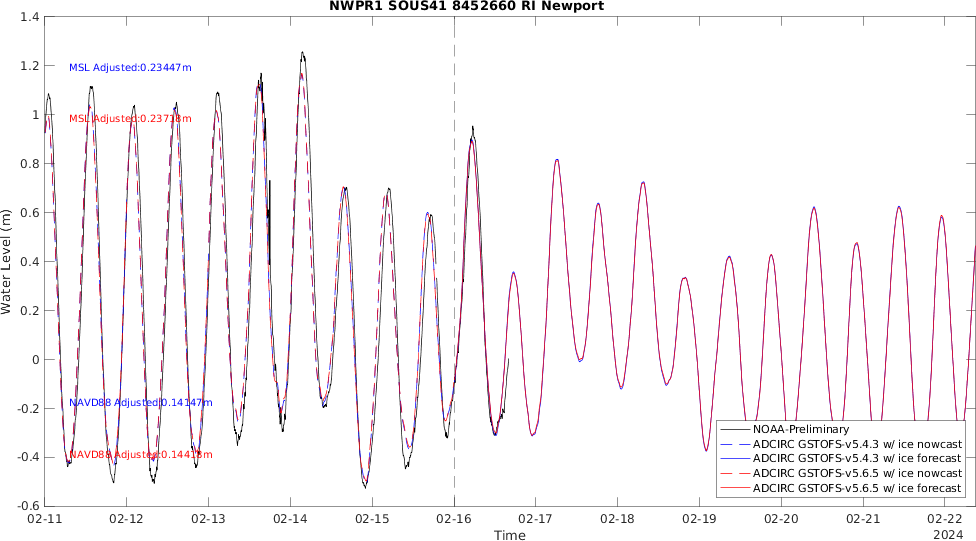 NWPR1 SOUS41 8452660 RI Newport
1.4
1.2
1
0.8
0.6
0.4
0.2
0
-0.2
-0.4
-0.6
Water Level (m)
MSL Adjusted:0.23447m
MSL Adjusted:0.23713m
NAVD88 Adjusted:0.14147m
NAVD88 Adjusted:0.14413m
NOAA-Preliminary
ADCIRC GSTOFS-v5.4.3 w/ ice nowcast
ADCIRC GSTOFS-v5.4.3 w/ ice forecast
ADCIRC GSTOFS-v5.6.5 w/ ice nowcast
ADCIRC GSTOFS-v5.6.5 w/ ice forecast
02-11 02-12 02-13 02-14 02-15 02-16 02-17 02-18 02-19 02-20 02-21 02-22
Time
2024